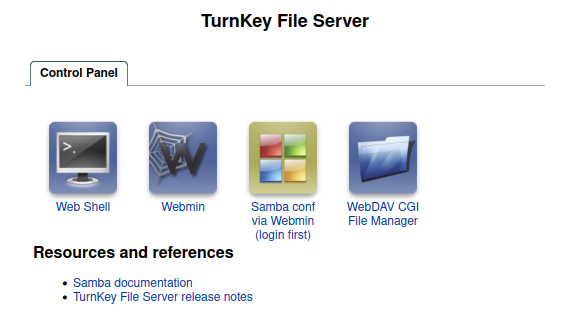 TurnKey File Server
Control Panel
>_
W
Web Shell
Webmin
Samba conf
via Webmin
(login first)
WebDAV CGI
File Manager
Resources and references
Samba documentation
TurnKey File Server release notes